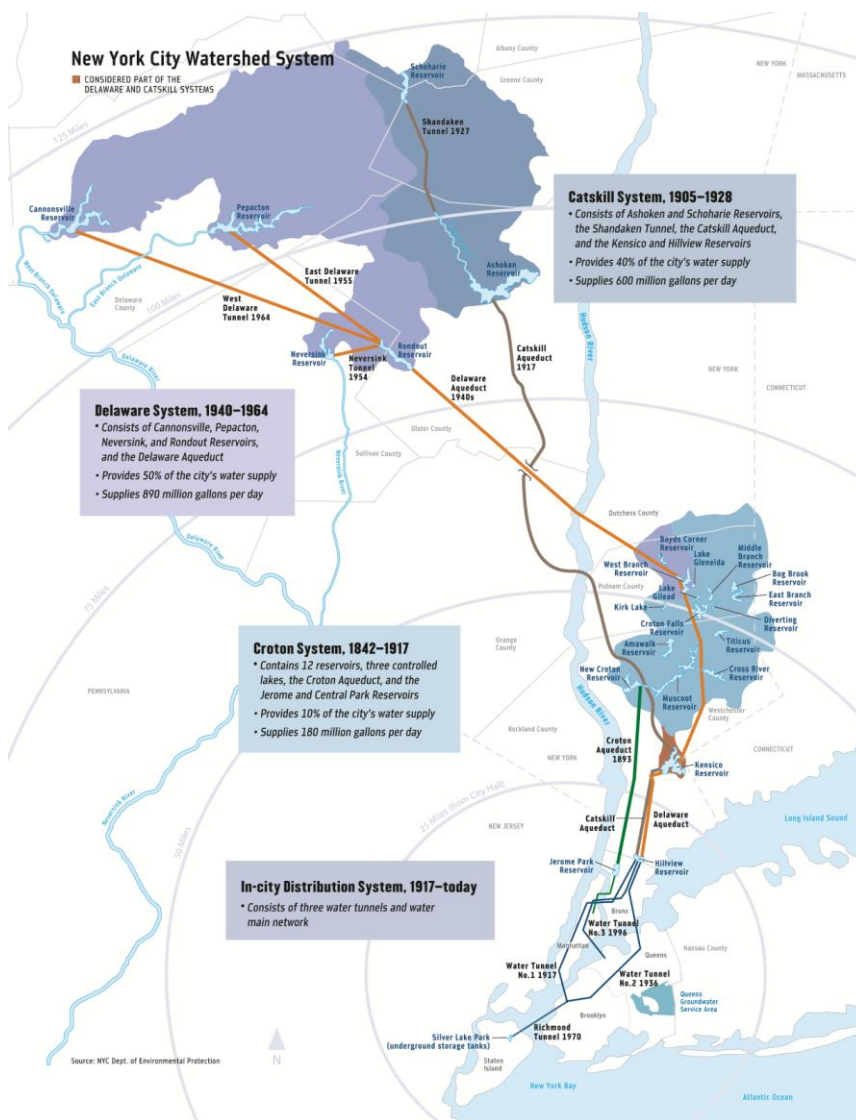 New York City Watershed System
CONSIDERED PART OF THE
DELAWARE AND CATSKILL SYSTEMS
Albany County
Schoharie
Reservoir
Greene County
NEW YORK
MASSACHUSETTS
125 Miles
Shandaken
Tunnel 1927
Cannonsville
Reservoir
Pepacton
Reservoir
Catskill System, 1905–1928
• Consists of Ashoken and Schoharie Reservoirs,
the Shandaken Tunnel, the Catskill Aqueduct,
and the Kensico and Hillview Reservoirs
• Provides 40% of the city's water supply
• Supplies 600 million gallons per day
West Branch Delaware
East Branch Delaware
East Delaware
Tunnel 1955
Ashokan
Reservoir
Delaware
County
100 Miles
West
Delaware
Tunnel 1964
Hudson River
Delaware River
Neversink
Reservoir
Neversink
Tunnel
1954
Rondout
Reservoir
Catskill
Aqueduct
1917
NEW YORK
CONNECTICUT
Delaware
Aqueduct
1940s
Delaware System, 1940–1964
• Consists of Cannonsville, Pepacton,
Neversink, and Rondout Reservoirs,
and the Delaware Aqueduct
• Provides 50% of the city's water supply
• Supplies 890 million gallons per day
Ulster County
Sullivan County
Neversink River
Dutchess County
Delaware River
75 Miles
Boyds Corner
Reservoir
Lake
Gleneida
Middle
Branch
Reservoir
West Branch
Reservoir
Bog Brook
Reservoir
Putnam County
Lake
Gilead
East Branch
Reservoir
Kirk Lake
Diverting
Reservoir
Croton Falls
Reservoir
Titicus
Reservoir
Amawalk
Reservoir
Orange
County
Croton System, 1842–1917
• Contains 12 reservoirs, three controlled
lakes, the Croton Aqueduct, and the
Jerome and Central Park Reservoirs
• Provides 10% of the city's water supply
• Supplies 180 million gallons per day
New Croton
Reservoir
Cross River
Reservoir
Muscoot
Reservoir
PENNSYLVANIA
Hudson River
Westchester
County
Rockland County
Croton
Aqueduct
1893
NEW YORK
CONNECTICUT
Kensico
Reservoir
Neversink River
25 Miles (from City Hall)
50 Miles
NEW JERSEY
Catskill
Aqueduct
Delaware
Aqueduct
Long Island Sound
Jerome Park
Reservoir
Hillview
Reservoir
In-city Distribution System, 1917–today
• Consists of three water tunnels and water
main network
Bronx
Water Tunnel
No.3 1996
Manhattan
Queens
Nassau County
Water Tunnel
No.1 1917
Water Tunnel
No.2 1936
Queens
Groundwater
Service Area
Brooklyn
Silver Lake Park
(underground storage tanks)
Richmond
Tunnel 1970
Source: NYC Dept. of Environmental Protection
N
Staten
Island
New York Bay
Atlantic Ocean